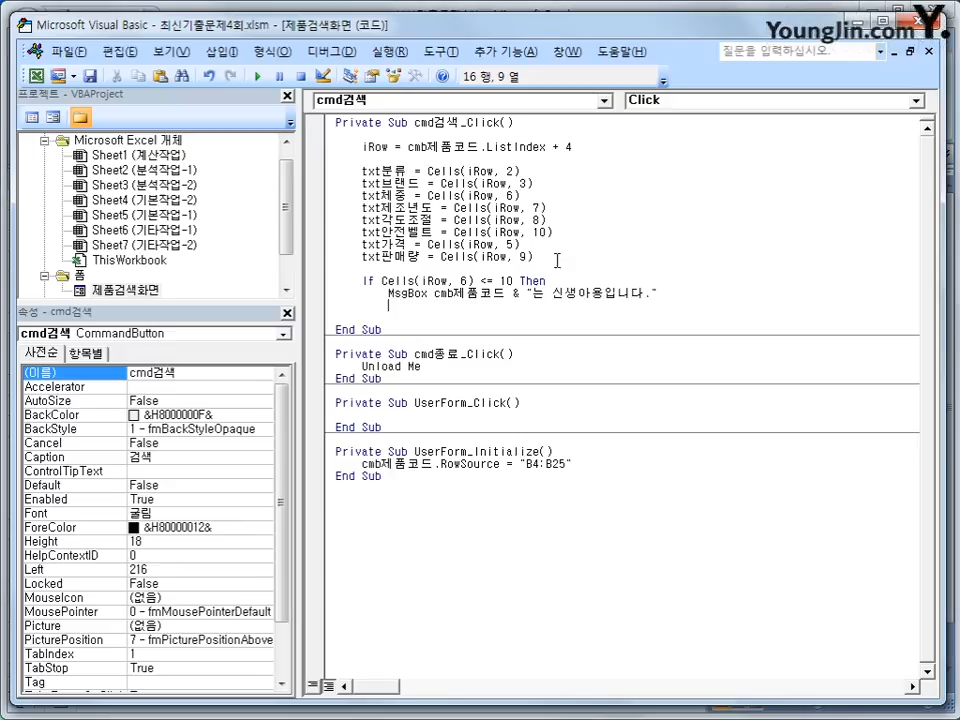 Microsoft Visual Basic - 최신기출문제4회.xlsm - [제품검색화면 (코드)]
Younglin.com Y.
파일(F) 편집(E) 보기(V) 삽입(I) 형식(O) 디버그(D) 실행(R) 도구(T) 추가 기능(A) 창(W) 도움말(H)
질문을 입력하십시오.
16 행, 9 열
프로젝트 - VBAProject
Microsoft Excel 개체
Sheet1 (계산작업)
Sheet2 (분석작업-1)
Sheet3 (분석작업-2)
Sheet4 (기본작업-2)
Sheet5 (기본작업-1)
Sheet6 (기타작업-1)
Sheet7 (기타작업-2)
ThisWorkbook
폼
제품검색화면
속성 - cmd검색
cmd검색 CommandButton
사전순 항목별
(이름) cmd검색
Accelerator
AutoSize False
BackColor &H8000000F&
BackStyle 1 - fmBackStyleOpaque
Cancel False
Caption 검색
ControlTipText
Default False
Enabled True
Font 굴림
ForeColor &H80000012&
Height 18
HelpContextID 0
Left 216
Locked False
MouseIcon (없음)
MousePointer 0 - fmMousePointerDefault
Picture (없음)
PicturePosition 7 - fmPicturePositionAbove
TabIndex 1
TabStop True
Tag
cmd검색 Click
Private Sub cmd검색_Click()
iRow = cmb제품코드.ListIndex + 4
txt분류 = Cells(iRow, 2)
txt브랜드 = Cells(iRow, 3)
txt체중 = Cells(iRow, 6)
txt제조년도 = Cells(iRow, 7)
txt각도조절 = Cells(iRow, 8)
txt안전벨트 = Cells(iRow, 10)
txt가격 = Cells(iRow, 5)
txt판매량 = Cells(iRow, 9)
If Cells(iRow, 6) <= 10 Then
MsgBox cmb제품코드 & "는 신생아용입니다."
End Sub
Private Sub cmd종료_Click()
Unload Me
End Sub
Private Sub UserForm_Click()
End Sub
Private Sub UserForm_Initialize()
cmb제품코드.RowSource = "B4:B25"
End Sub